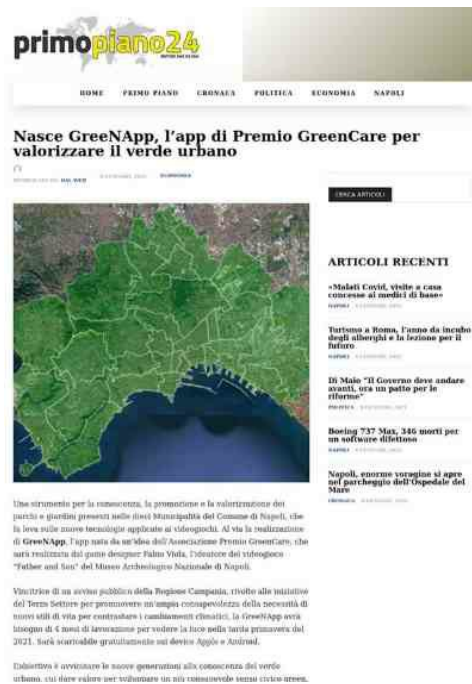 primopiano24
HOME PRIMO PIANO CRONACA POLITICA ECONOMIA NAPOLI
Nasce GreeNApp, l'app di Premio GreenCare per
valorizzare il verde urbano
DAL WEB
ECONOMIA
CERCA ARTICOLI
ARTICOLI RECENTI
«Malati Covid, visite a casa
concesse ai medici di base»
NAPOLI
Turismo a Roma, l'anno da incubo
degli alberghi e la lezione per il
futuro
NAPOLI
Di Maio "Il Governo deve andare
avanti, ora un patto per le
riforme"
POLITICA
Boeing 737 Max, 346 morti per
un software difettoso
NAPOLI
Napoli, enorme voragine si apre
nel parcheggio dell'Ospedale del
Mare
CRONACA
Uno strumento per la conoscenza, la promozione e la valorizzazione dei
parchi e giardini presenti nelle dieci Municipalità del Comune di Napoli, che
fa leva sulle nuove tecnologie applicate ai videogiochi. Al via la realizzazione
di GreeNApp, l'app nata da un'idea dell'Associazione Premio GreenCare, che
sarà realizzata dal game designer Fabio Viola, l'ideatore del videogioco
"Father and Son" del Museo Archeologico Nazionale di Napoli.
Vincitrice di un avviso pubblico della Regione Campania, rivolto alle iniziative
del Terzo Settore per promuovere un'ampia consapevolezza della necessità di
nuovi stili di vita per contrastare i cambiamenti climatici, la GreeNApp avrà
bisogno di 4 mesi di lavorazione per vedere la luce nella tarda primavera del
2021. Sarà scaricabile gratuitamente sui device Apple e Android.
L'obiettivo è avvicinare le nuove generazioni alla conoscenza del verde
urbano, cui dare valore per sviluppare un più consapevole senso civico green,